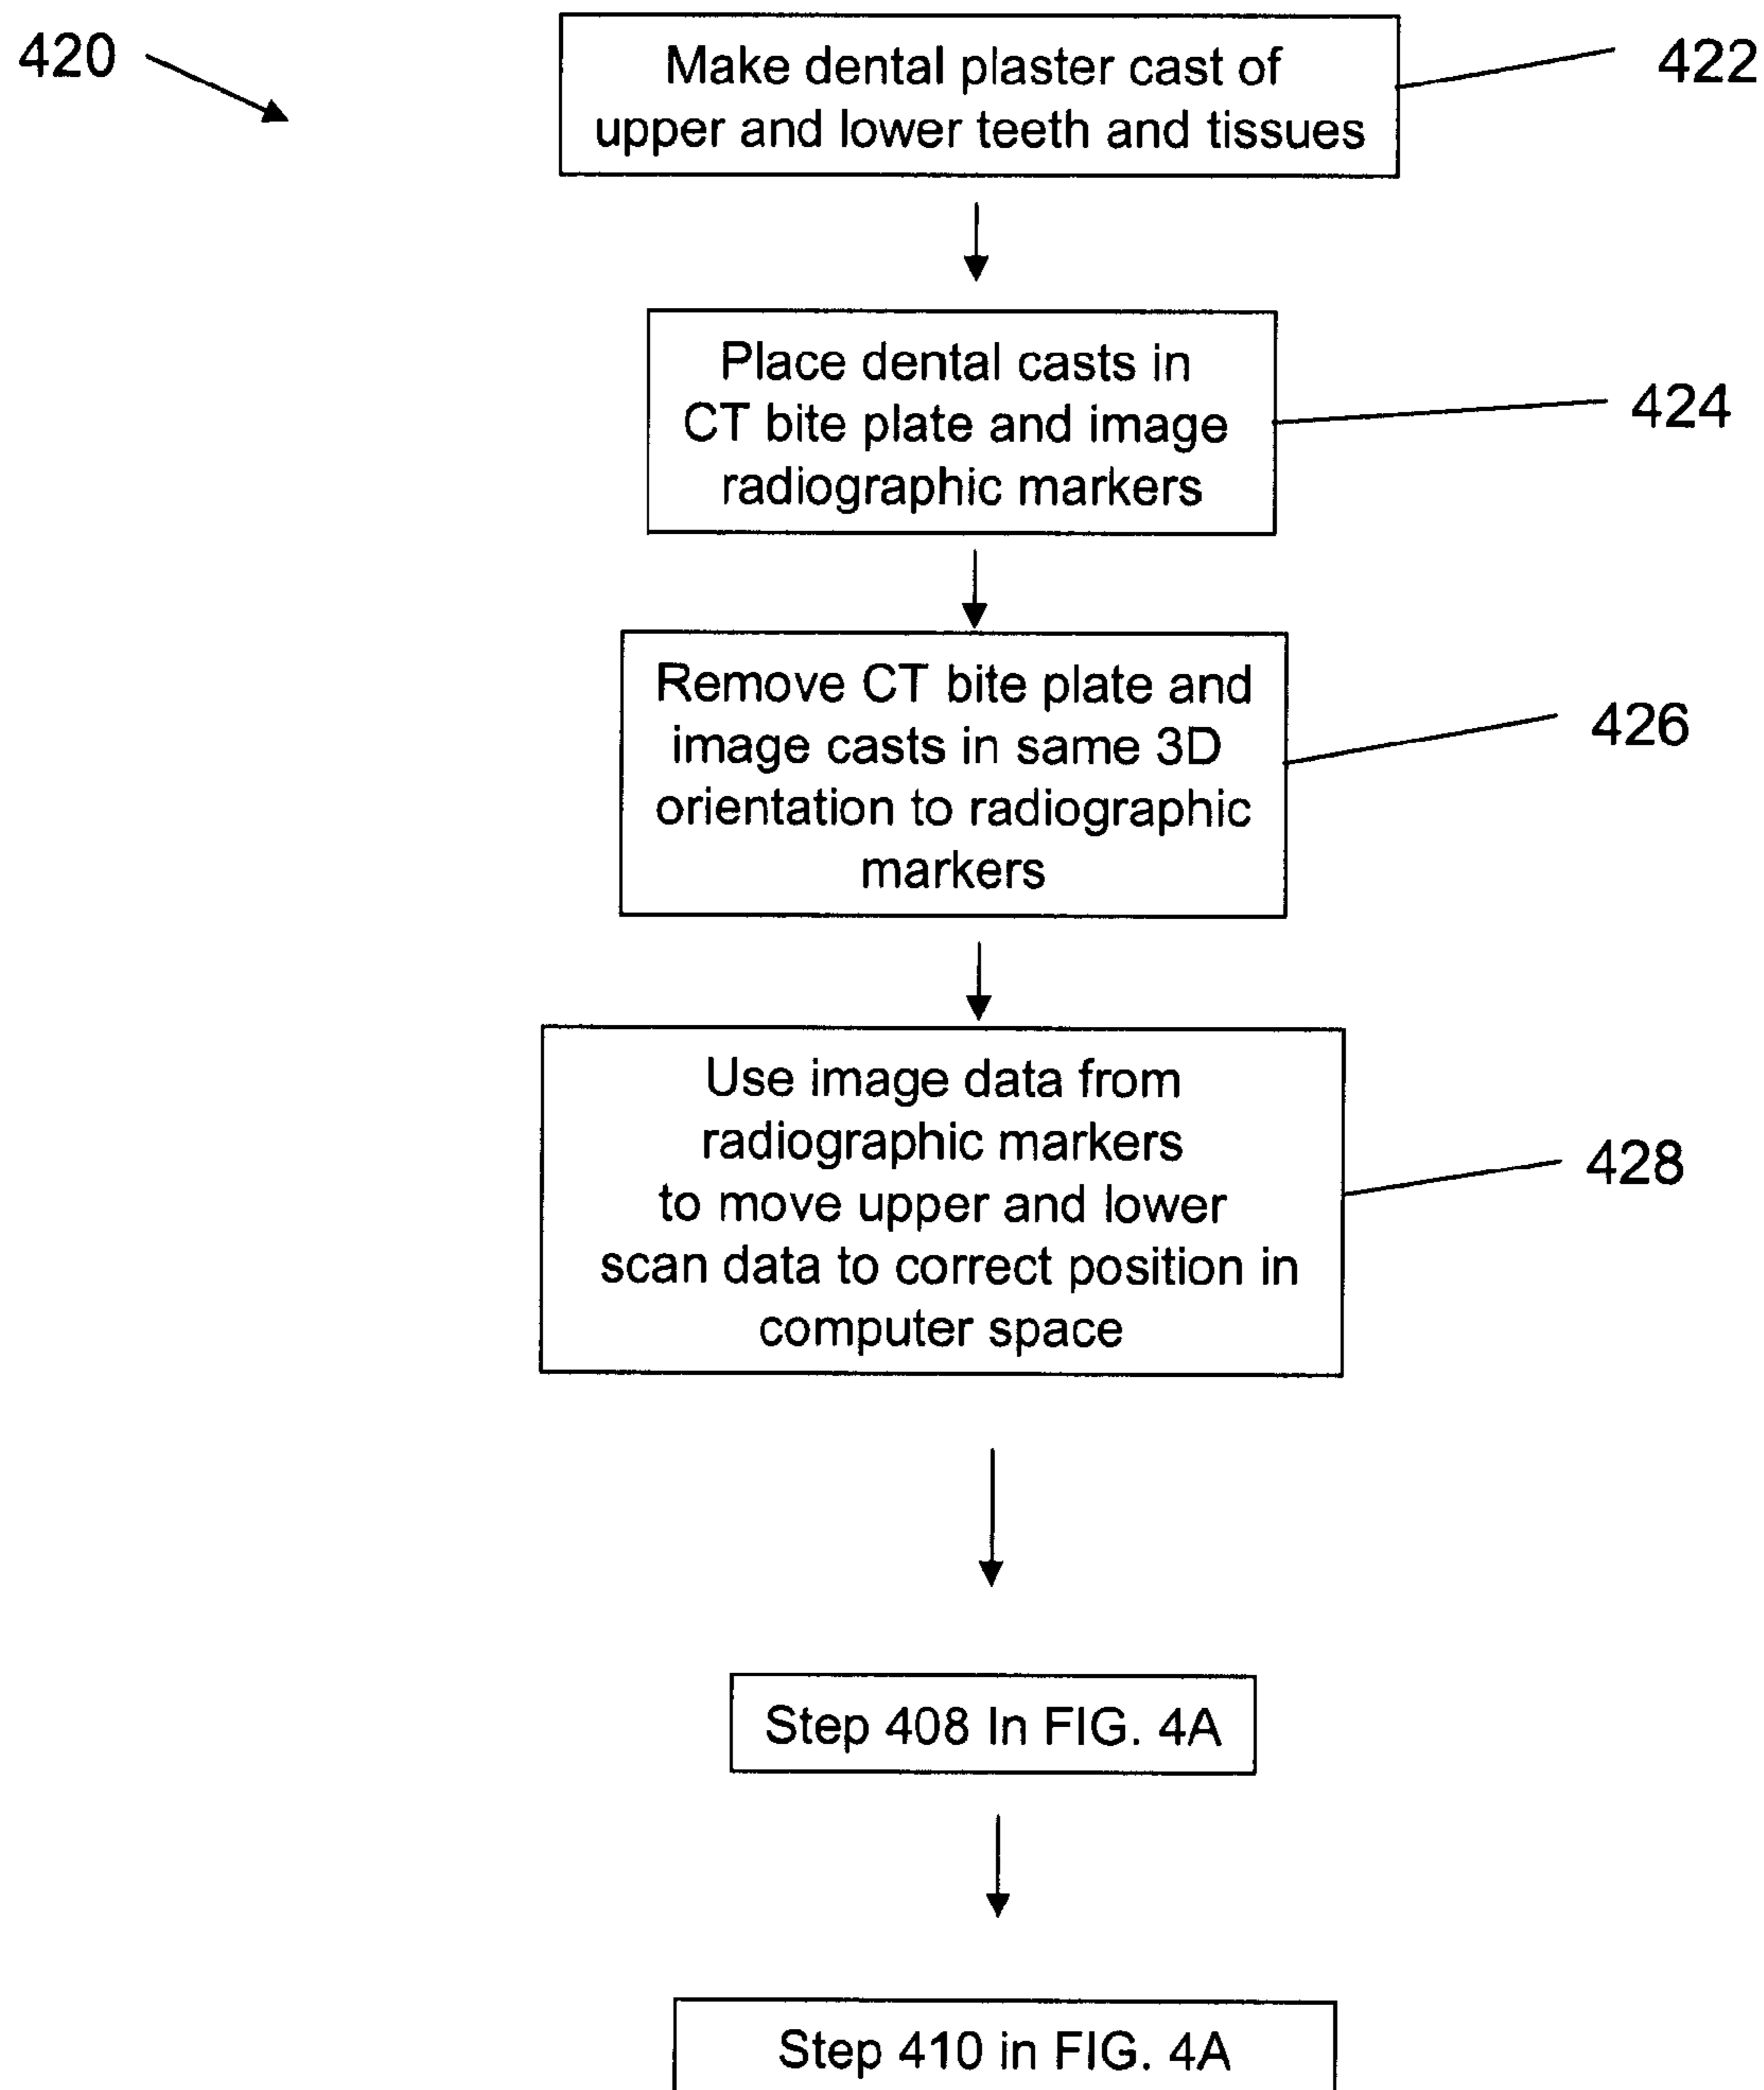 420
Make dental plaster cast of
upper and lower teeth and tissues
422
Place dental casts in
CT bite plate and image
radiographic markers
424
Remove CT bite plate and
image casts in same 3D
orientation to radiographic
markers
426
Use image data from
radiographic markers
to move upper and lower
scan data to correct position in
computer space
428
Step 408 In FIG. 4A
Step 410 in FIG. 4A